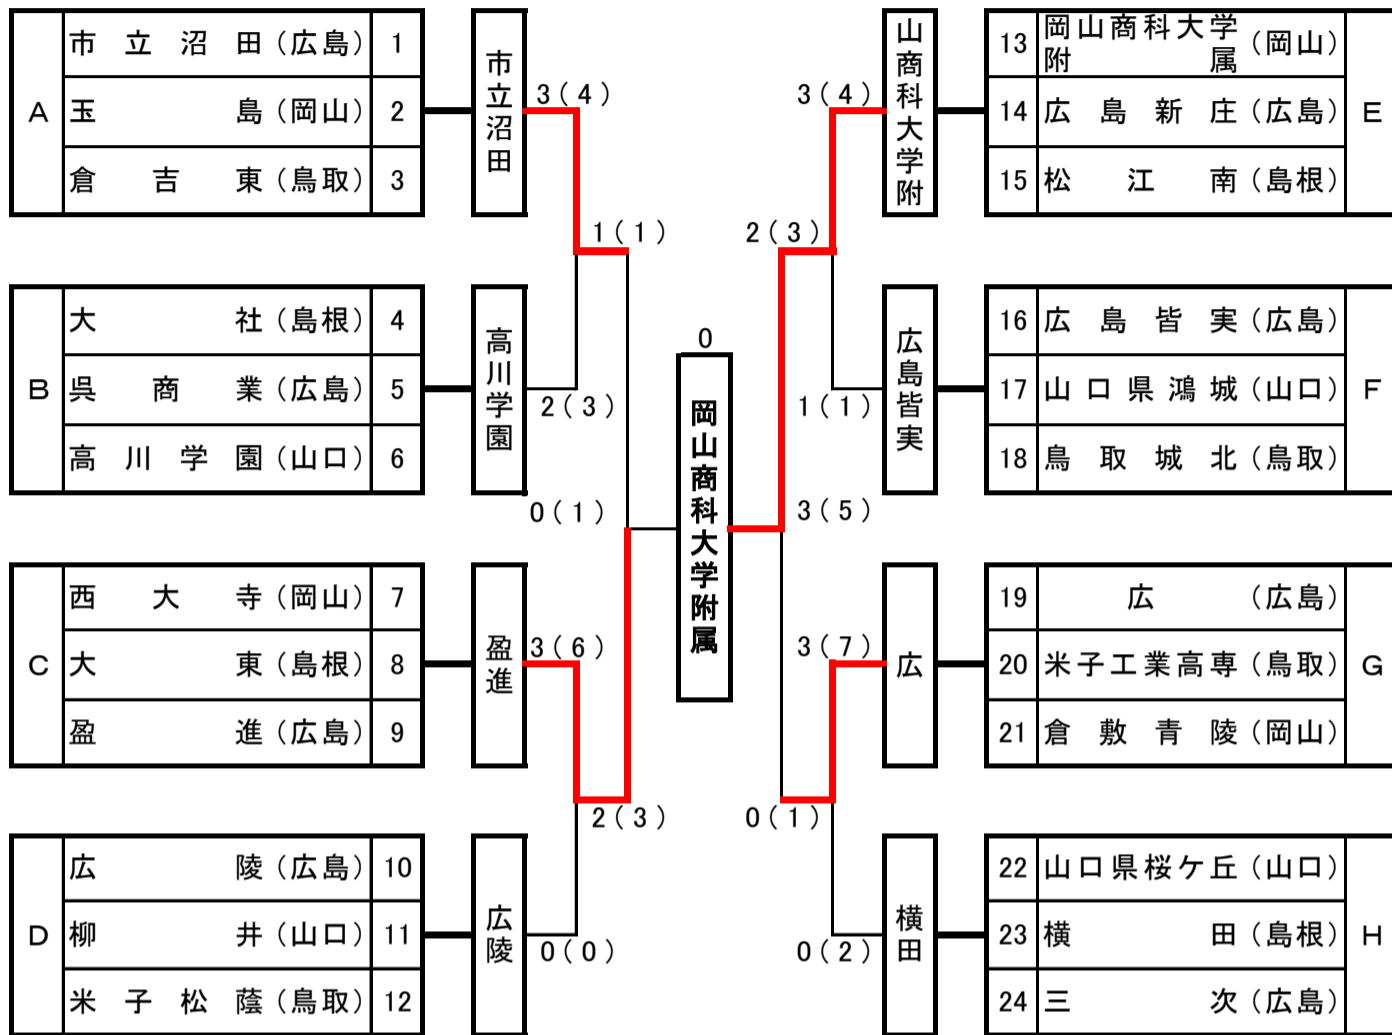 A
市立沼田(広島) 1
玉島(岡山) 2
倉吉東(鳥取) 3
市立沼田
3(4)
1(1)
B
大社(島根) 4
呉商業(広島) 5
高川学園(山口) 6
高川学園
2(3)
0(1)
C
西大寺(岡山) 7
大東(島根) 8
盈進(広島) 9
盈進
3(6)
2(3)
D
広陵(広島) 10
柳井(山口) 11
米子松蔭(鳥取) 12
広陵
0(0)
0
岡山商科大学附属
山商科大学附
3(4)
2(3)
13 岡山商科大学附属(岡山)
14 広島新庄(広島)
15 松江南(島根)
E
広島皆実
1(1)
3(5)
16 広島皆実(広島)
17 山口県鴻城(山口)
18 鳥取城北(鳥取)
F
広
3(7)
0(1)
19 広(広島)
20 米子工業高専(鳥取)
21 倉敷青陵(岡山)
G
横田
0(2)
22 山口県桜ケ丘(山口)
23 横田(島根)
24 三次(広島)
H